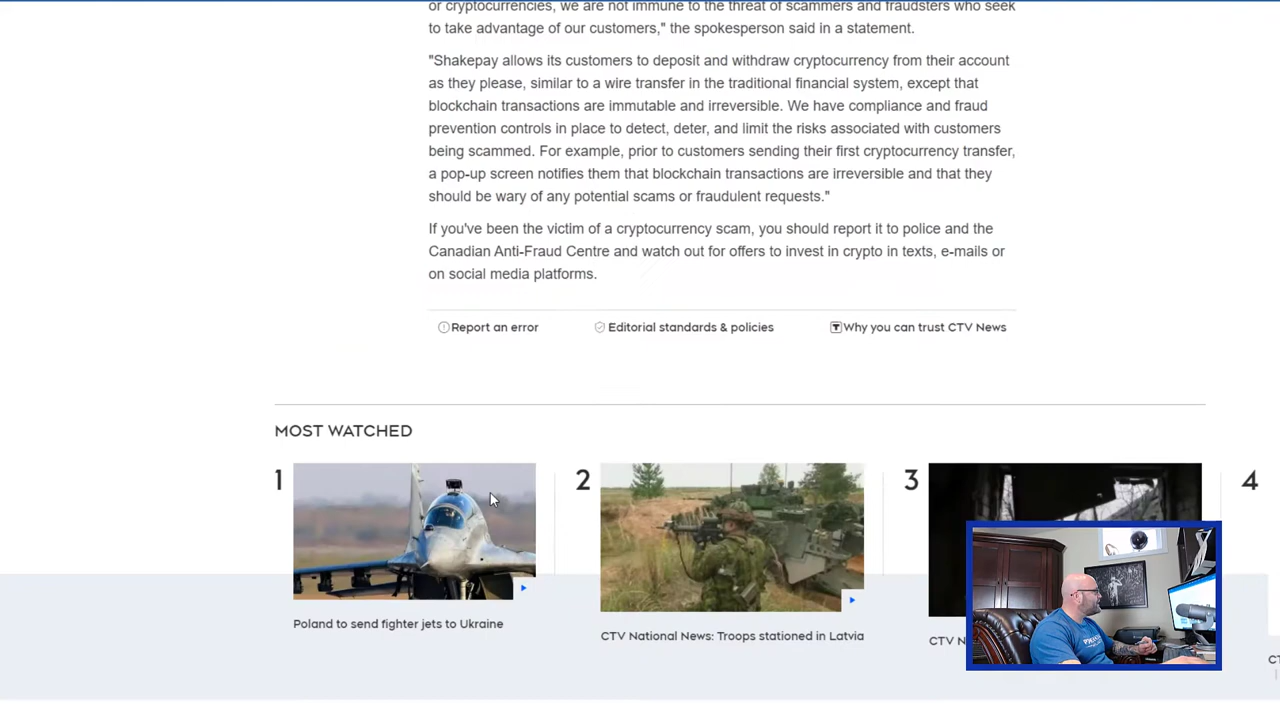 or cryptocurrencies, we are not immune to the threat of scammers and fraudsters who seek
to take advantage of our customers," the spokesperson said in a statement.
"Shakepay allows its customers to deposit and withdraw cryptocurrency from their account
as they please, similar to a wire transfer in the traditional financial system, except that
blockchain transactions are immutable and irreversible. We have compliance and fraud
prevention controls in place to detect, deter, and limit the risks associated with customers
being scammed. For example, prior to customers sending their first cryptocurrency transfer,
a pop-up screen notifies them that blockchain transactions are irreversible and that they
should be wary of any potential scams or fraudulent requests."
If you've been the victim of a cryptocurrency scam, you should report it to police and the
Canadian Anti-Fraud Centre and watch out for offers to invest in crypto in texts, e-mails or
on social media platforms.
Report an error Editorial standards & policies Why you can trust CTV News
MOST WATCHED
1 2 3 4
Poland to send fighter jets to Ukraine
CTV National News: Troops stationed in Latvia
CTV